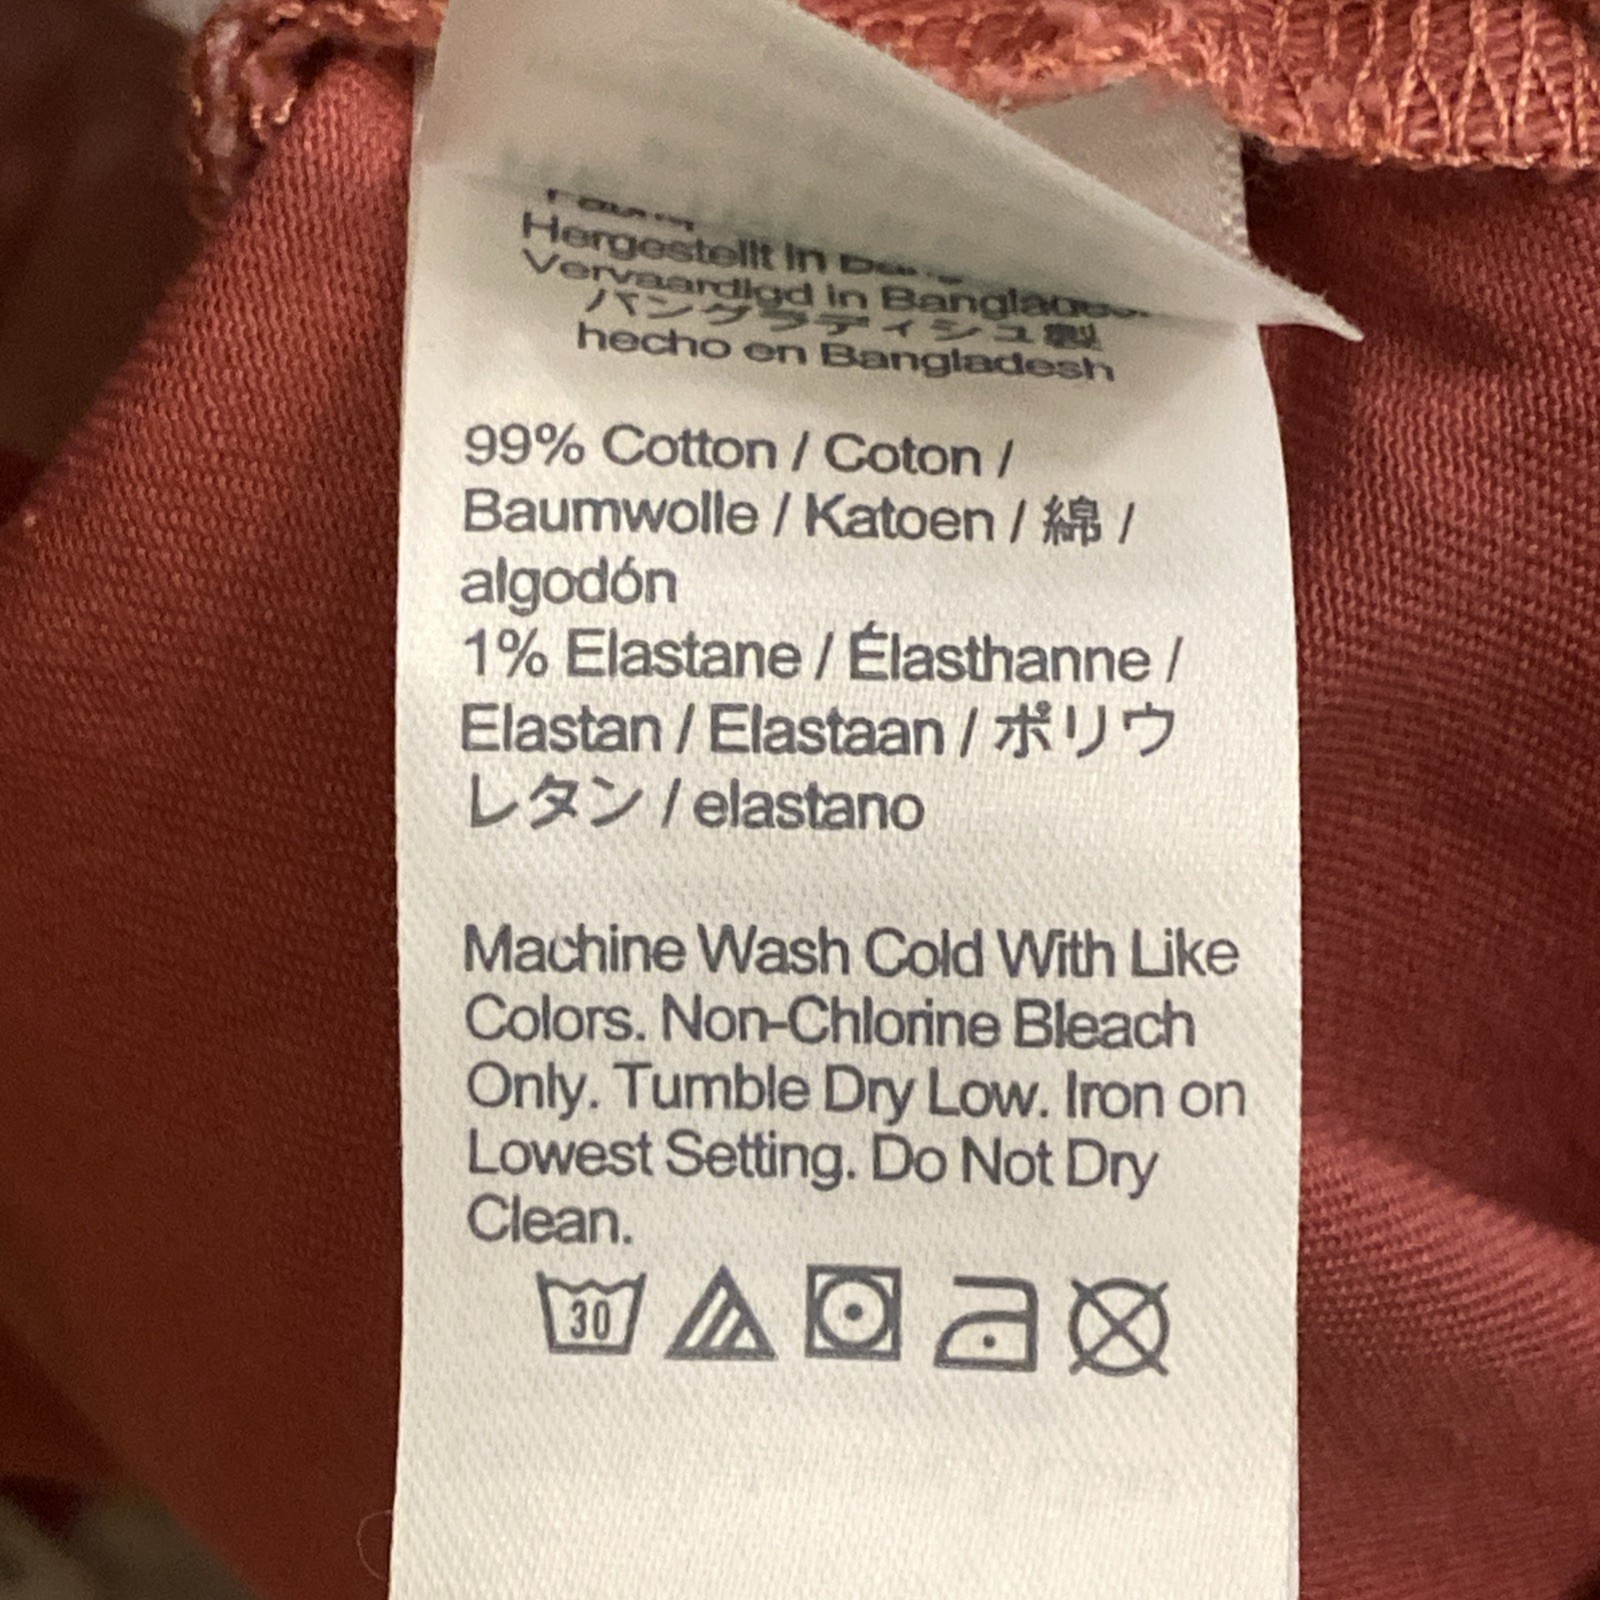 Hergestellt in
Vervaardigd in Bangladesh
バングラディシュ製
hecho en Bangladesh
99% Cotton / Coton /
Baumwolle / Katoen / 綿 /
algodón
1% Elastane / Élasthanne /
Elastan / Elastaan / ポリウ
レタン / elastano
Machine Wash Cold With Like
Colors. Non-Chlorine Bleach
Only. Tumble Dry Low. Iron on
Lowest Setting. Do Not Dry
Clean.
30